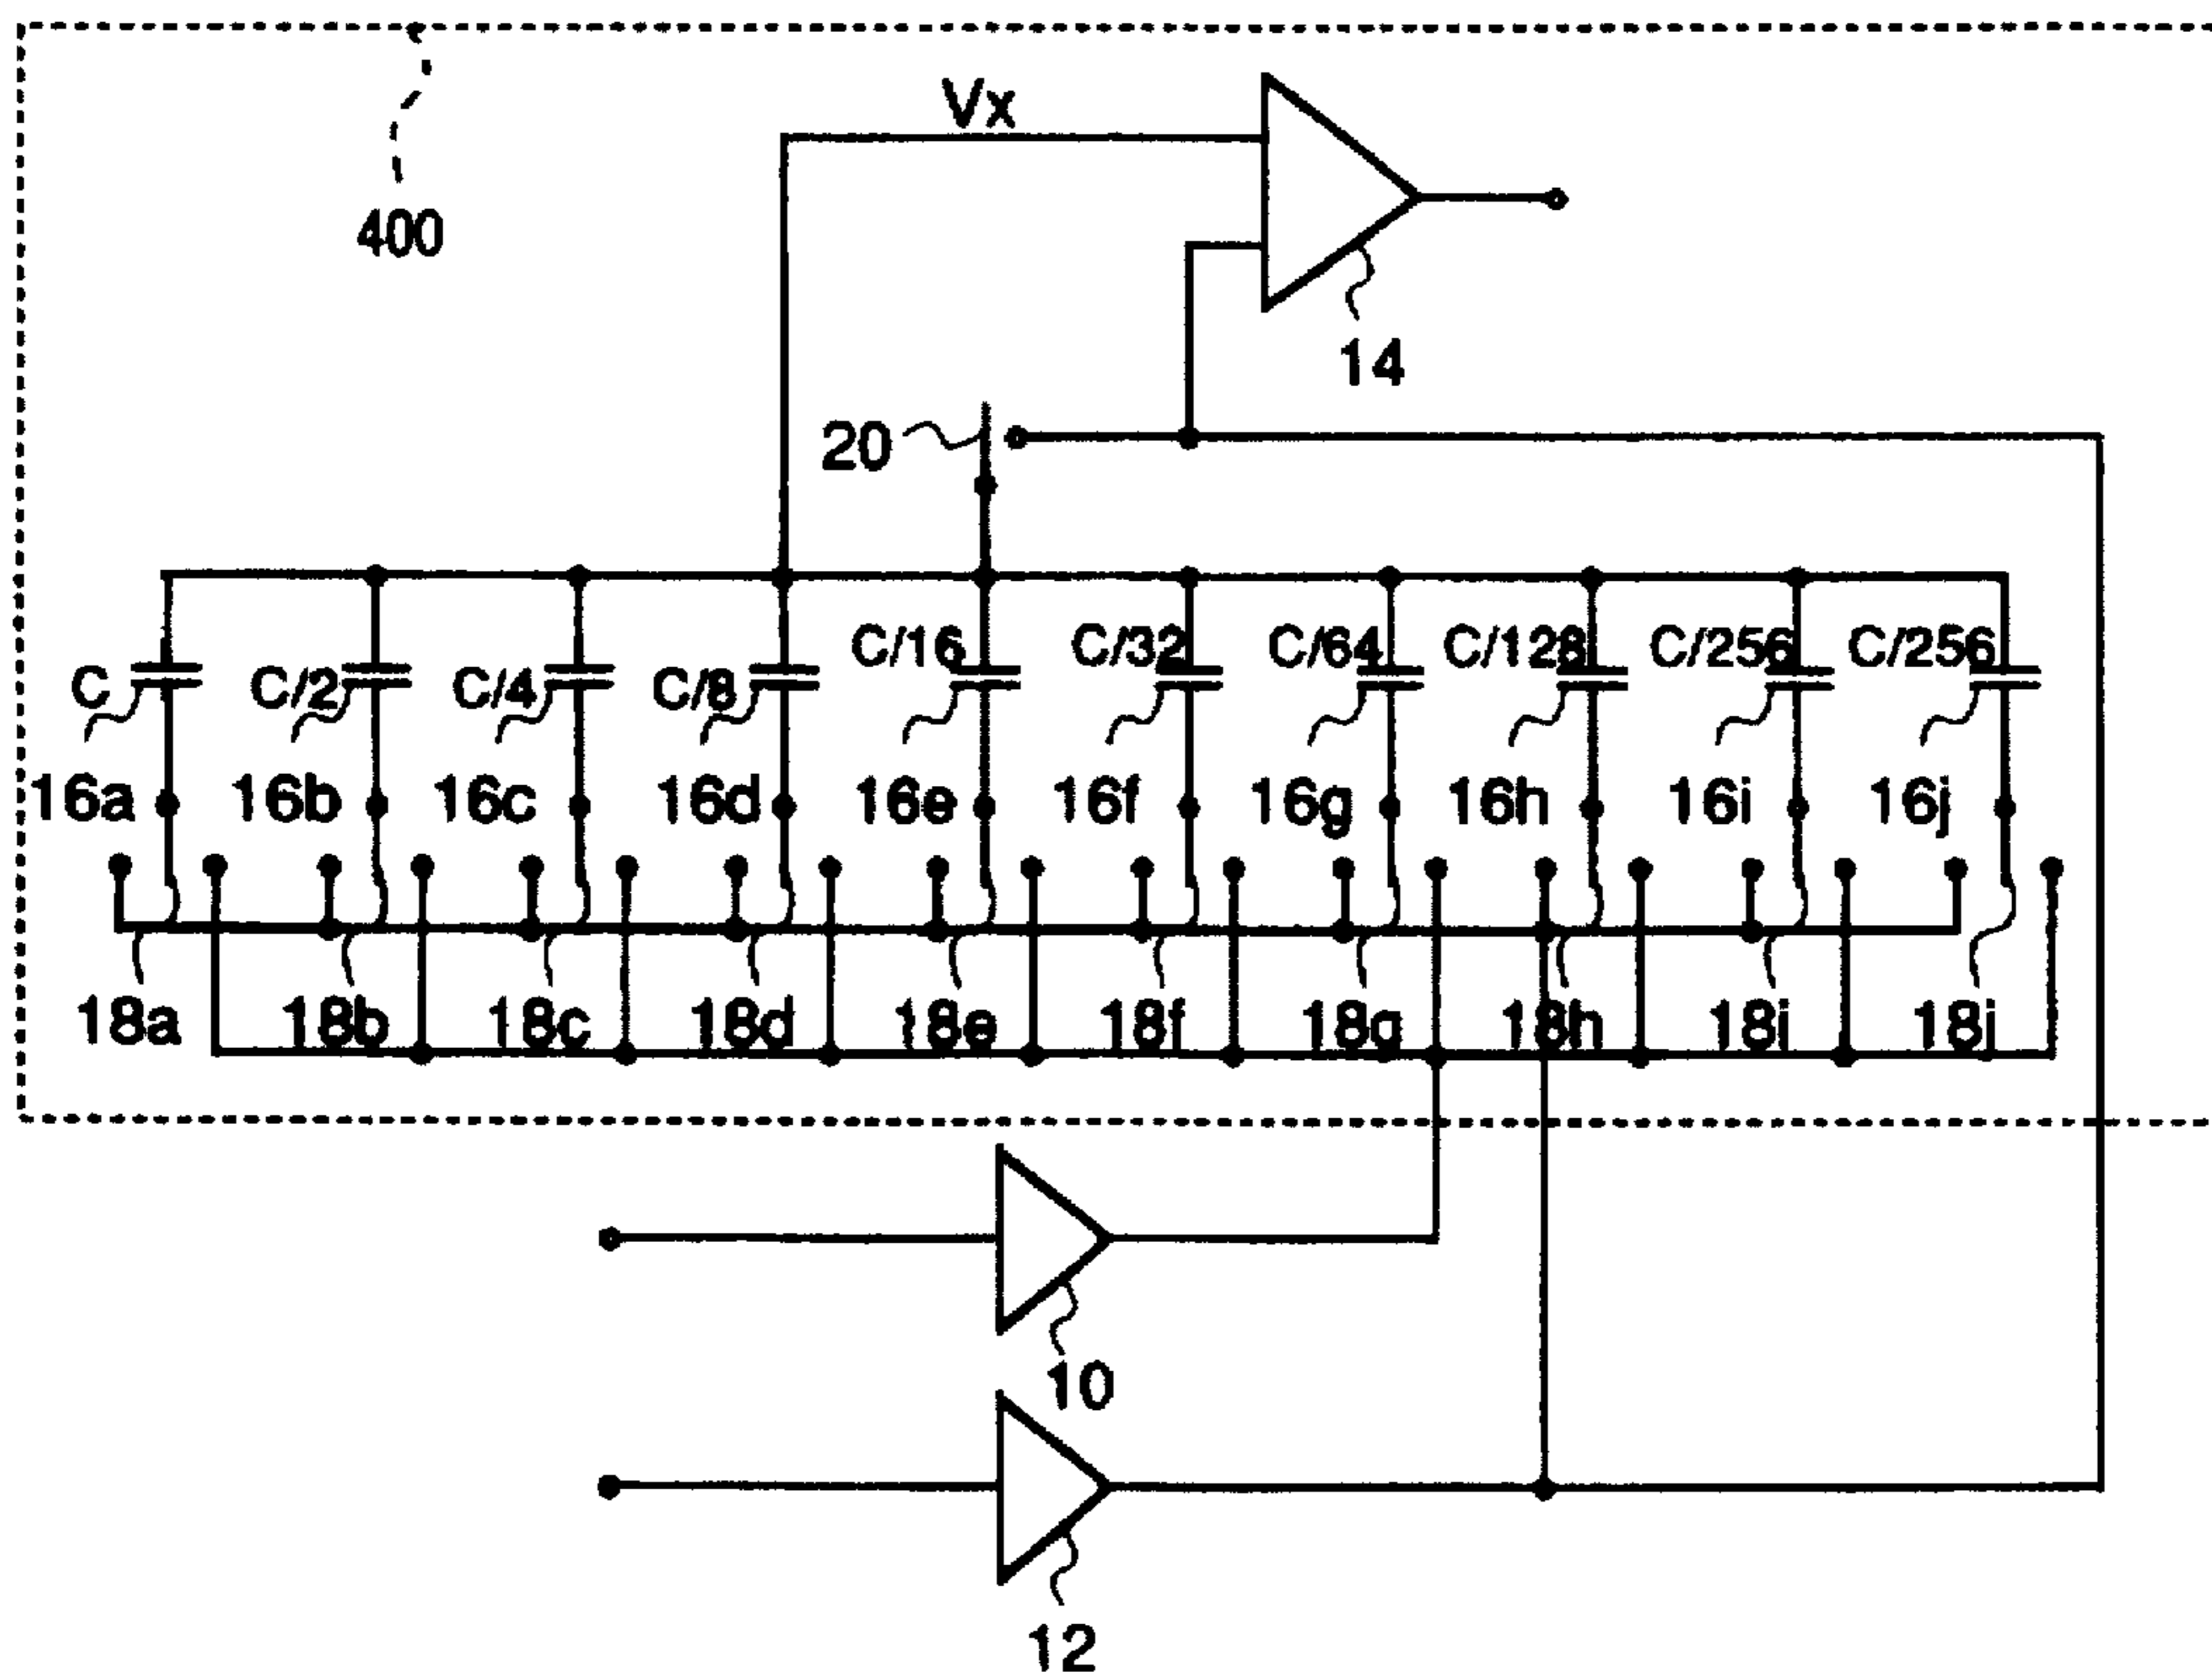 Vx
400
14
20
C/16 C/32 C/64 C/128 C/256 C/256
C C/2 C/4 C/8
16a 16b 16c 16d 16e 16f 16g 16h 16i 16j
18a 18b 18c 18d 18e 18f 18g 18h 18i 18j
10
12